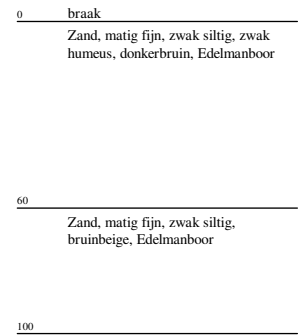 0 braak
Zand, matig fijn, zwak siltig, zwak
humeus, donkerbruin, Edelmanboor
60
Zand, matig fijn, zwak siltig,
bruinbeige, Edelmanboor
100